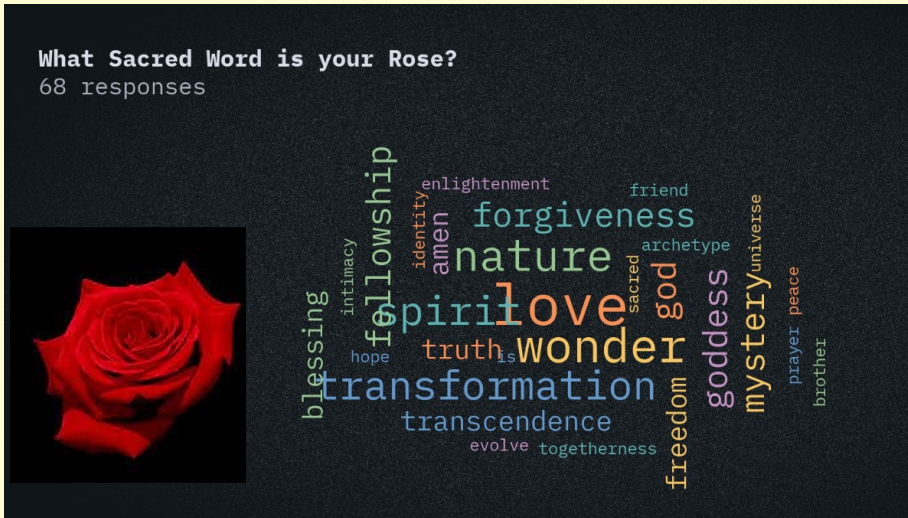 What Sacred Word is your Rose?
68 responses
enlightenment
friend
fellowship
identity
amen
forgiveness
universe
intimacy
nature
archetype
sacred
god
goddess
mystery
peace
blessing
spirit
love
hope
truth
is
wonder
prayer
brother
transformation
transcendence
freedom
evolve
togetherness